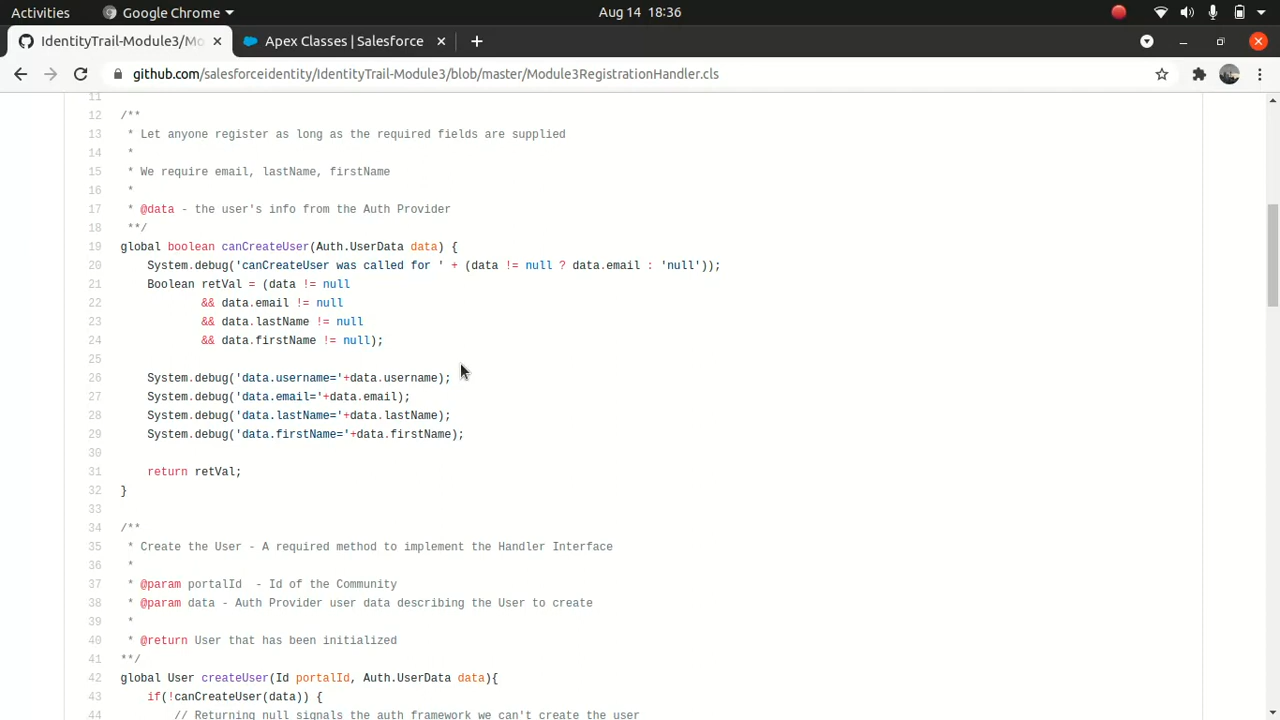 Activities
Google Chrome
Aug 14 18:36
IdentityTrail-Module3/Mo
Apex Classes | Salesforce
github.com/salesforceidentity/IdentityTrail-Module3/blob/master/Module3RegistrationHandler.cls
11
12 /**
13 * Let anyone register as long as the required fields are supplied
14 *
15 * We require email, lastName, firstName
16 *
17 * @data - the user's info from the Auth Provider
18 **/
19 global boolean canCreateUser(Auth.UserData data) {
20 System.debug('canCreateUser was called for ' + (data != null ? data.email : 'null'));
21 Boolean retVal = (data != null
22 && data.email != null
23 && data.lastName != null
24 && data.firstName != null);
25
26 System.debug('data.username='+data.username);
27 System.debug('data.email='+data.email);
28 System.debug('data.lastName='+data.lastName);
29 System.debug('data.firstName='+data.firstName);
30
31 return retVal;
32 }
33
34 /**
35 * Create the User - A required method to implement the Handler Interface
36 *
37 * @param portalId - Id of the Community
38 * @param data - Auth Provider user data describing the User to create
39 *
40 * @return User that has been initialized
41 **/
42 global User createUser(Id portalId, Auth.UserData data){
43 if(!canCreateUser(data)) {
44 // Returning null signals the auth framework we can't create the user